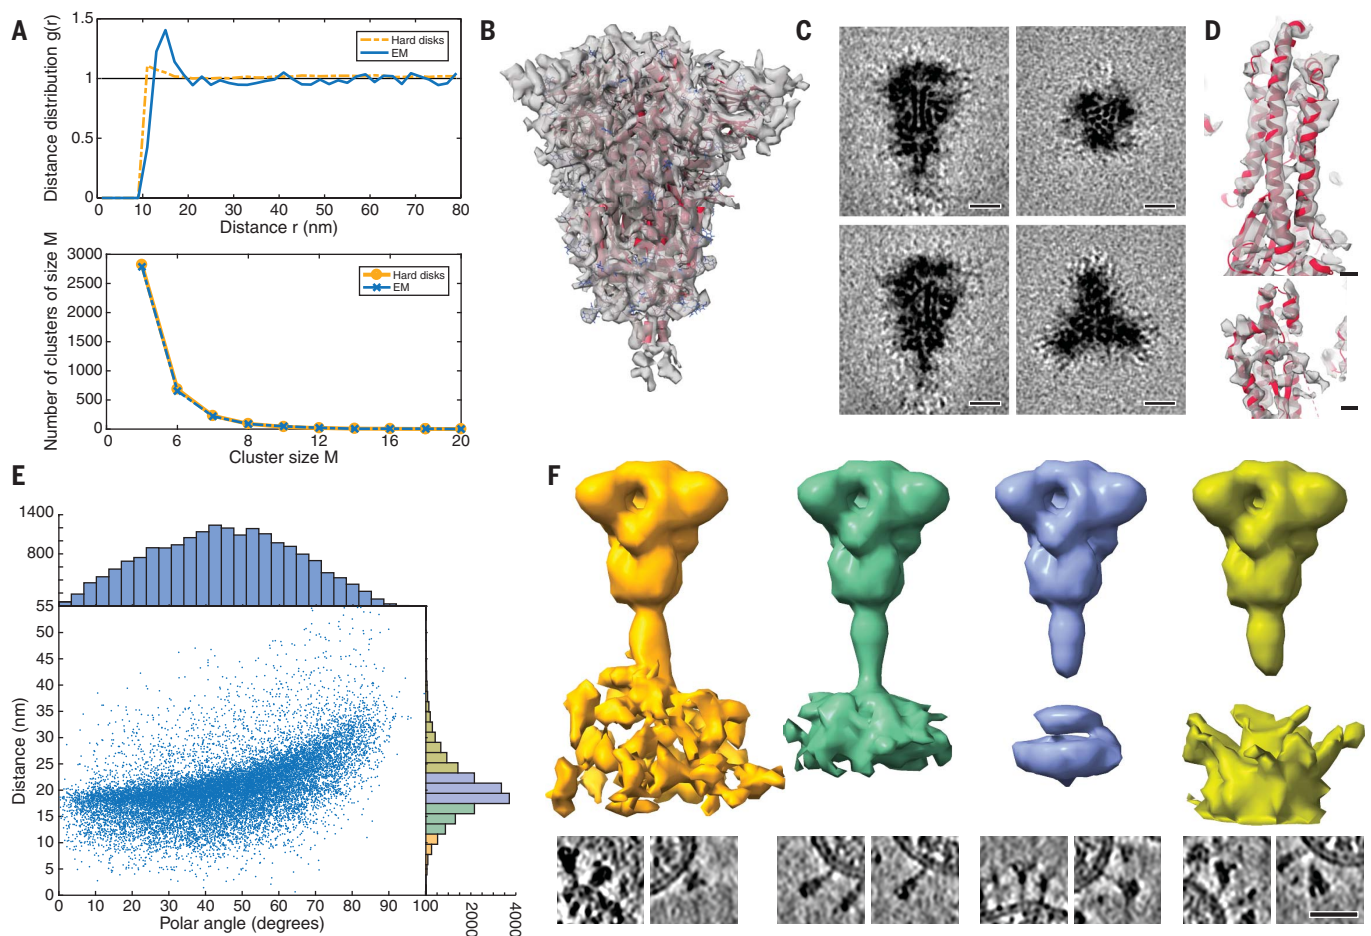 A
Distance distribution g(r)
1.5
1
0.5
0
Hard disks
EM
0 10 20 30 40 50 60 70 80
Distance r (nm)
Number of clusters of size M
3000
2500
2000
1500
1000
500
0
Hard disks
EM
0 6 8 12 16 20
Cluster size M
B
C
D
E
1400
800
55
50
45
40
35
30
25
20
15
10
5
0
Distance (nm)
0 10 20 30 40 50 60 70 80 90 100
Polar angle (degrees)
2000
4000
F